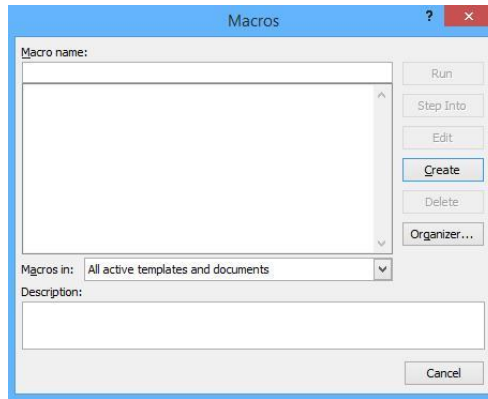 Macros
?
Macro name:
Run
Step Into
Edit
Create
Delete
Organizer...
Macros in: All active templates and documents
Description:
Cancel